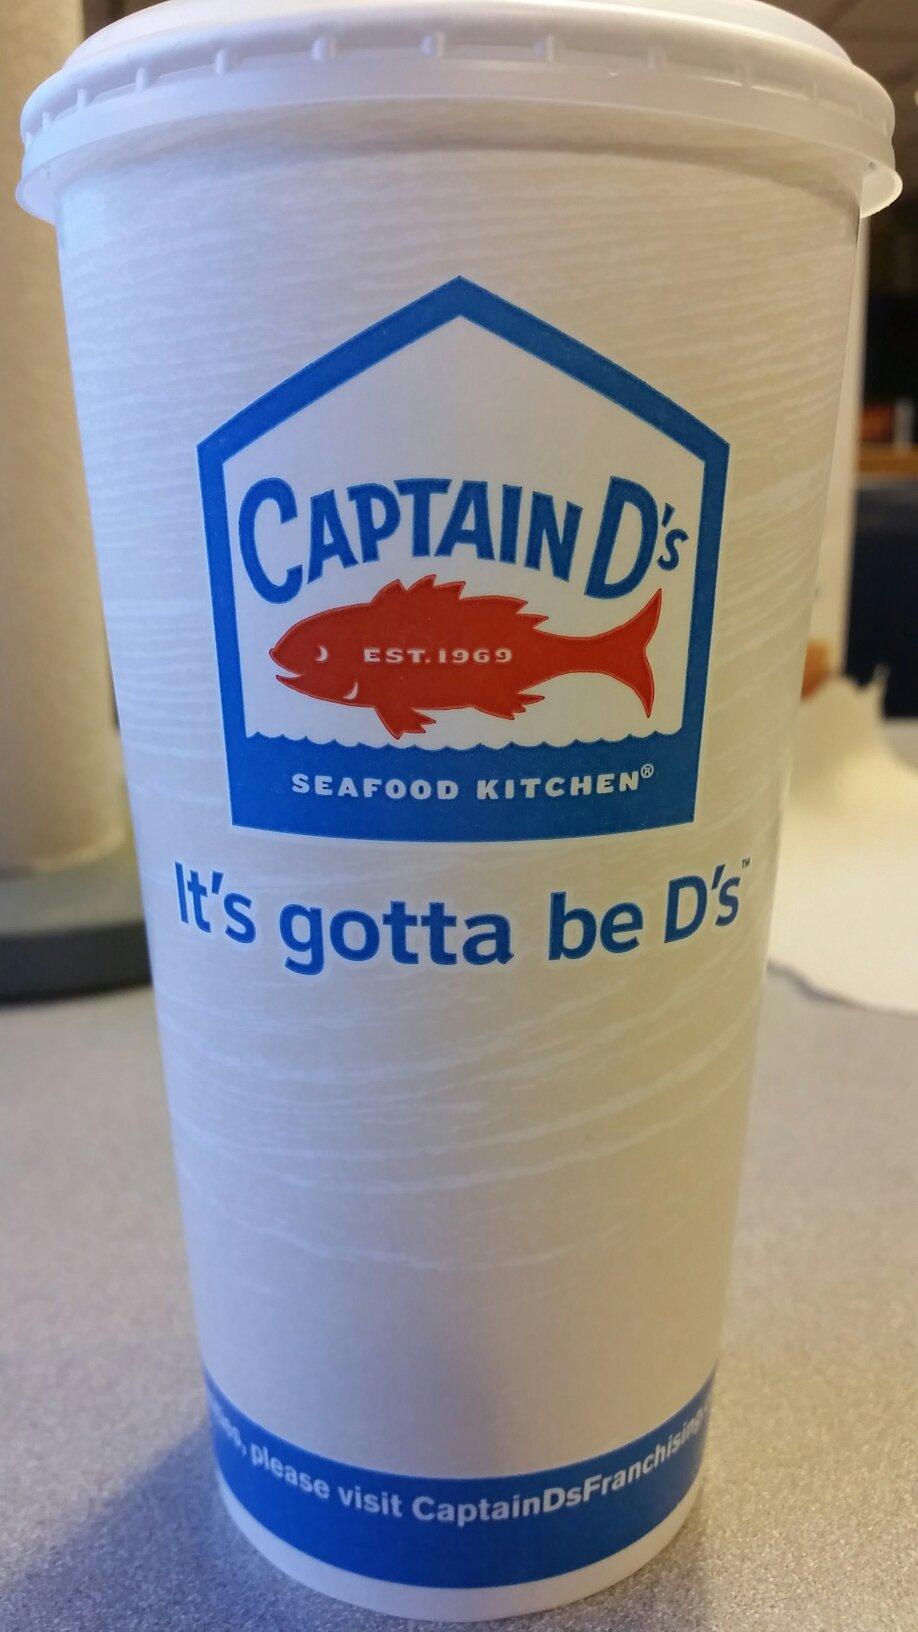 CAPTAIN D's
EST. 1969
SEAFOOD KITCHEN®
It's gotta be D's™
please visit CaptainDsFranchising